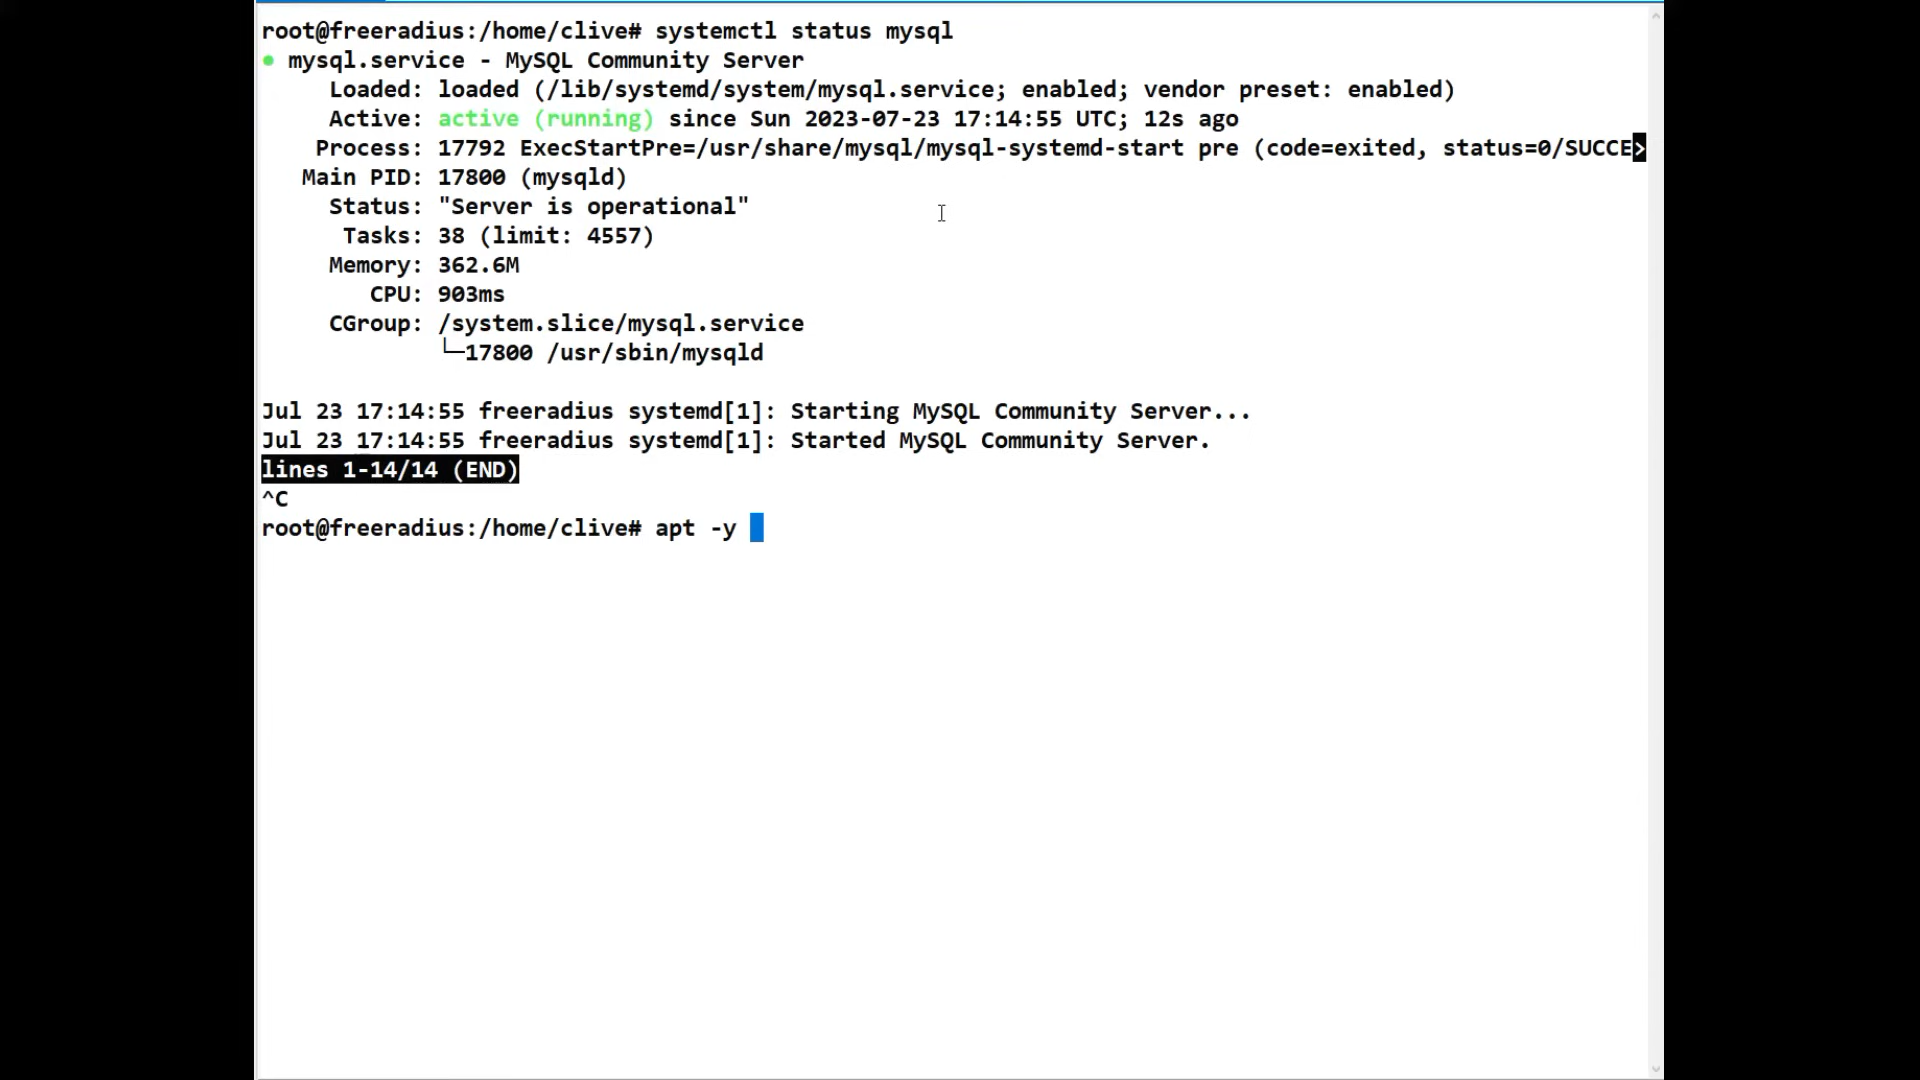 root@freeradius:/home/clive# systemctl status mysql
● mysql.service - MySQL Community Server
     Loaded: loaded (/lib/systemd/system/mysql.service; enabled; vendor preset: enabled)
     Active: active (running) since Sun 2023-07-23 17:14:55 UTC; 12s ago
    Process: 17792 ExecStartPre=/usr/share/mysql/mysql-systemd-start pre (code=exited, status=0/SUCCE>
   Main PID: 17800 (mysqld)
     Status: "Server is operational"
      Tasks: 38 (limit: 4557)
     Memory: 362.6M
        CPU: 903ms
     CGroup: /system.slice/mysql.service
             └─17800 /usr/sbin/mysqld
Jul 23 17:14:55 freeradius systemd[1]: Starting MySQL Community Server...
Jul 23 17:14:55 freeradius systemd[1]: Started MySQL Community Server.
lines 1-14/14 (END)
^C
root@freeradius:/home/clive# apt -y